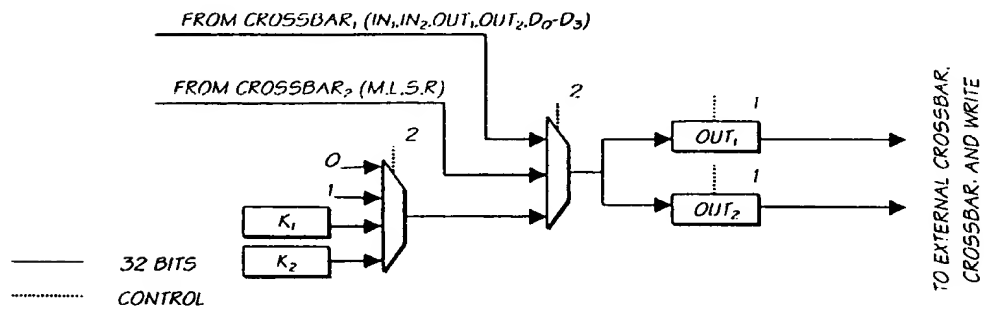 FROM CROSSBAR₁ (IN₁.IN₂.OUT₁.OUT₂.D₀-D₃)
FROM CROSSBAR₂ (M.L.S.R)
2
2
0
1
K₁
K₂
1
OUT₁
1
OUT₂
TO EXTERNAL CROSSBAR.
CROSSBAR. AND WRITE
32 BITS
CONTROL